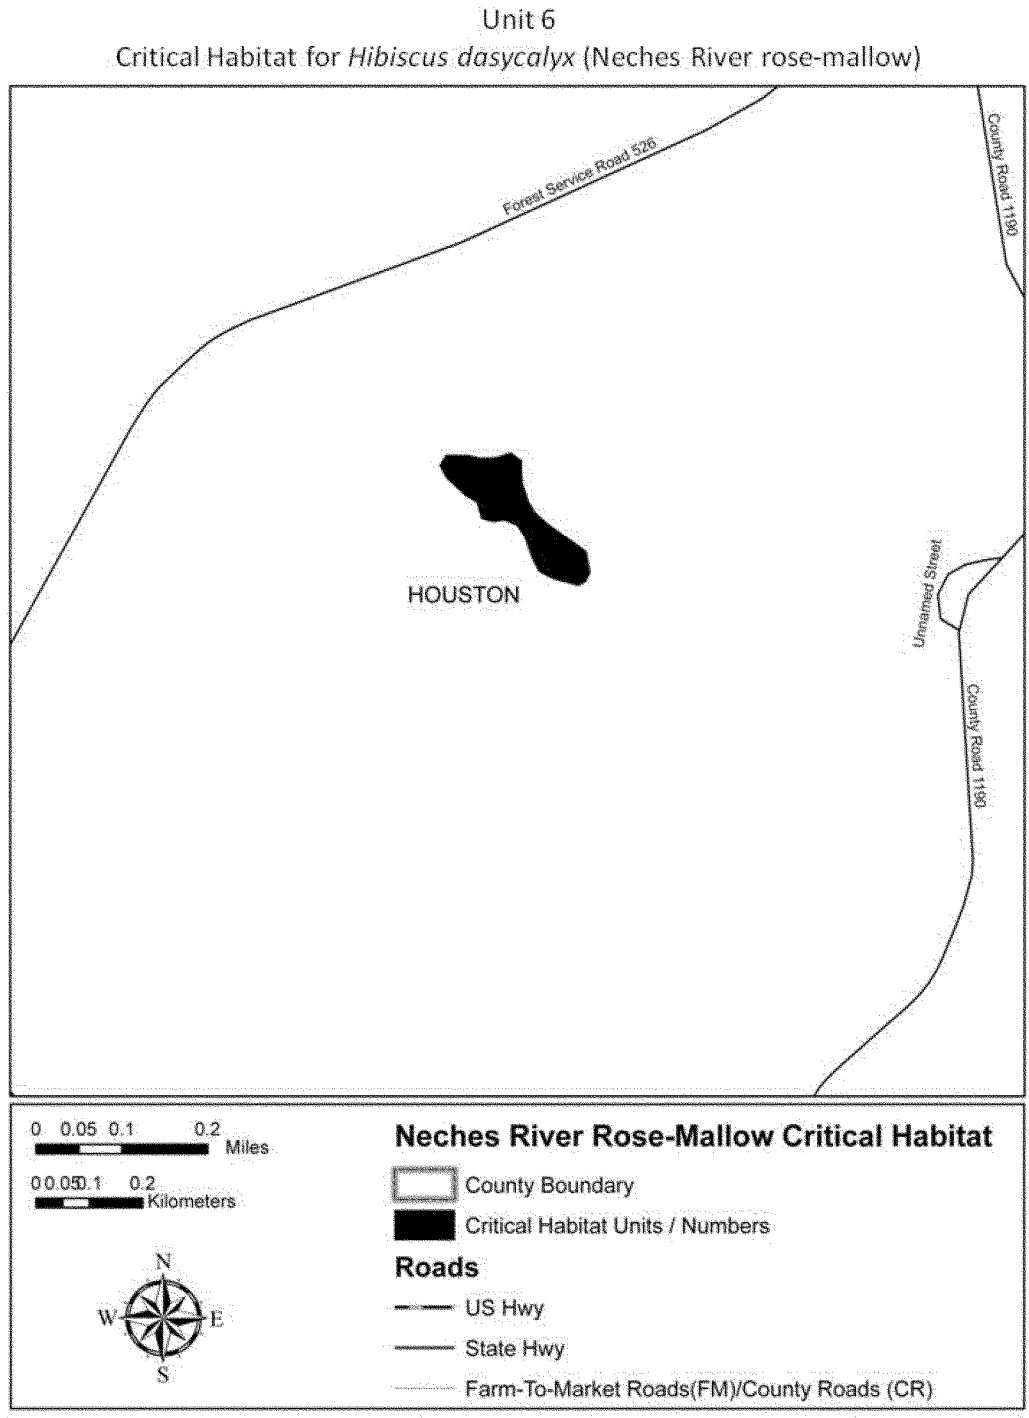 Unit 6
Critical Habitat for Hibiscus dasycalyx (Neches River rose-mallow)
County Road 1190
Forest Service Road 526
HOUSTON
Unnamed Street
County Road 1190
0 0.05 0.1 0.2
Miles
0 0.05 0.1 0.2
Kilometers
N
W E
S
Neches River Rose-Mallow Critical Habitat
County Boundary
Critical Habitat Units / Numbers
Roads
US Hwy
State Hwy
Farm-To-Market Roads(FM)/County Roads (CR)